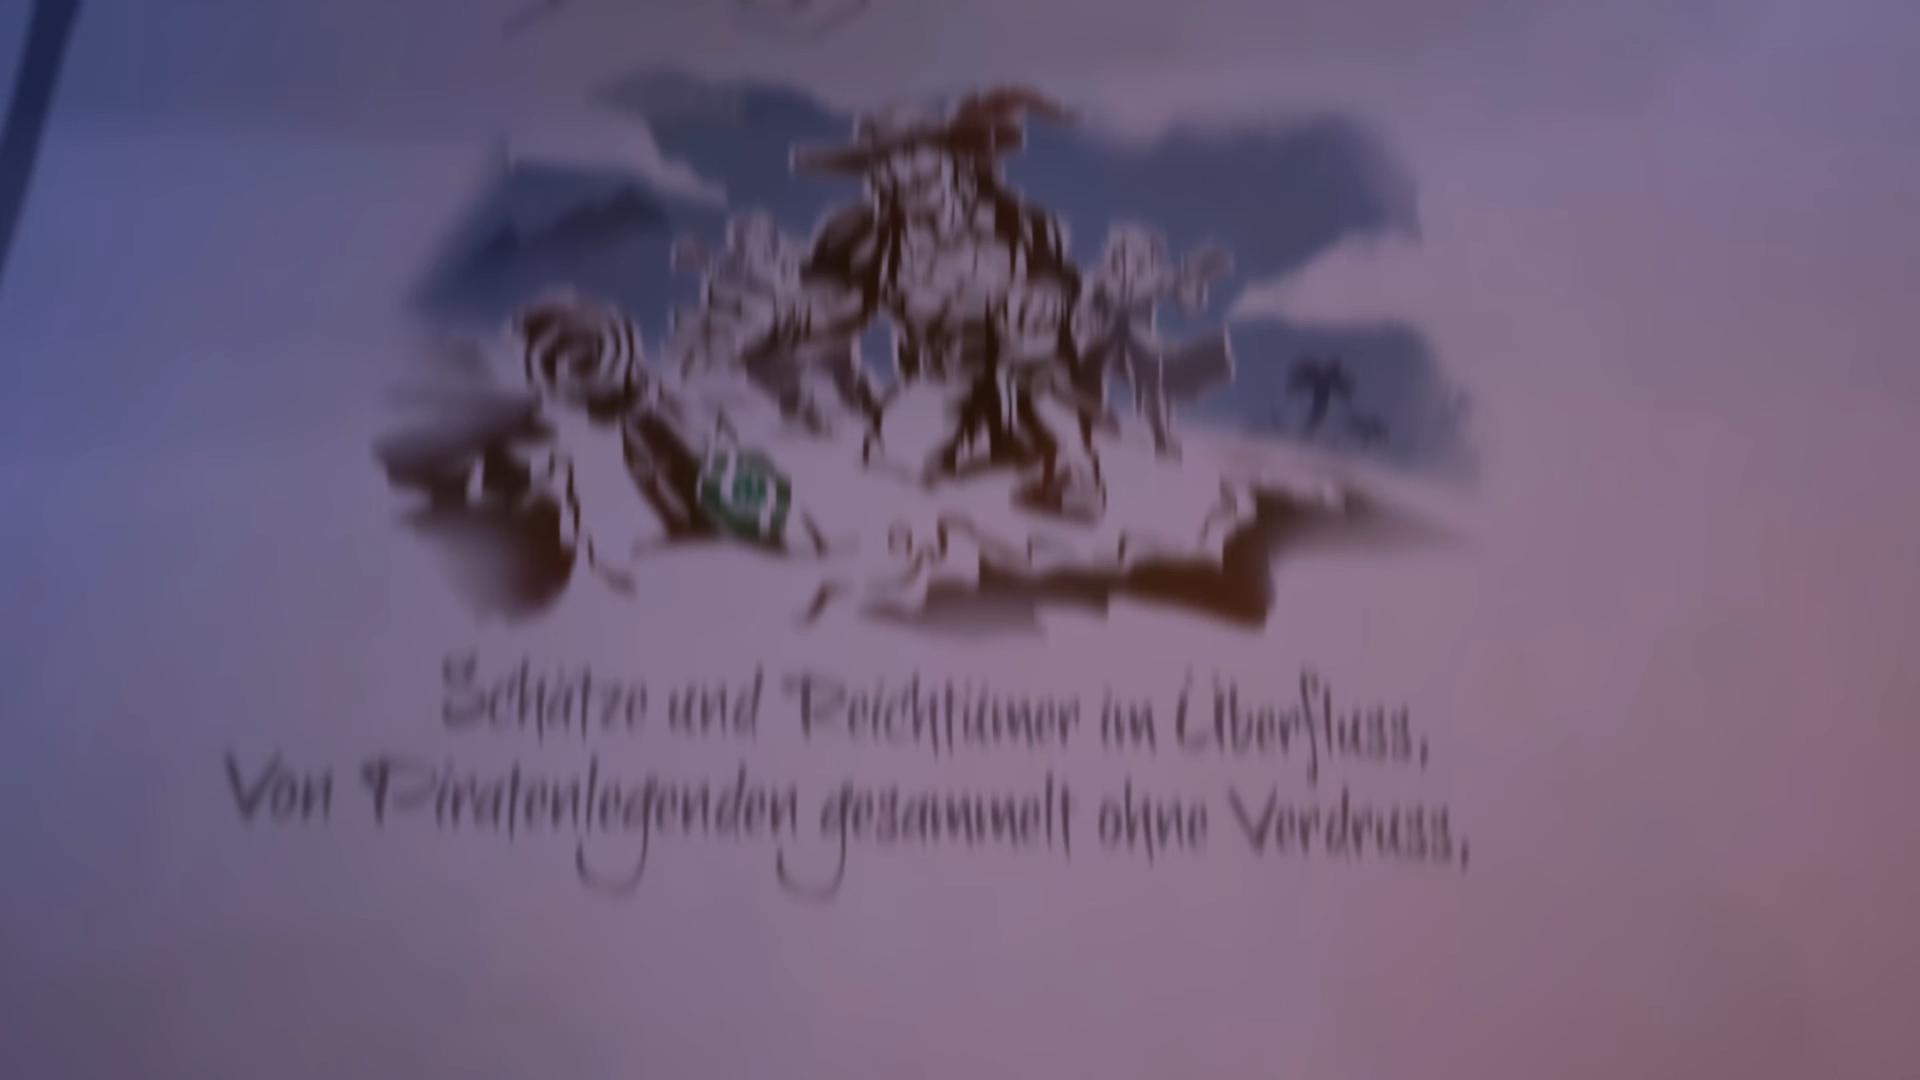 Schätze und Reichtümer im Überfluss,
Von Piratenlegenden gesammelt ohne Verdruss,